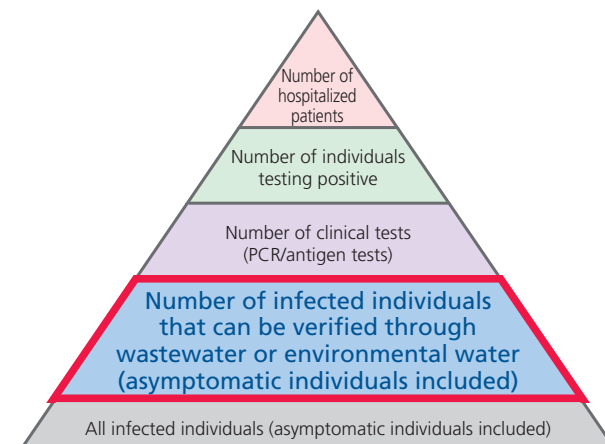 Number of
hospitalized
patients
Number of individuals
testing positive
Number of clinical tests
(PCR/antigen tests)
Number of infected individuals
that can be verified through
wastewater or environmental water
(asymptomatic individuals included)
All infected individuals (asymptomatic individuals included)